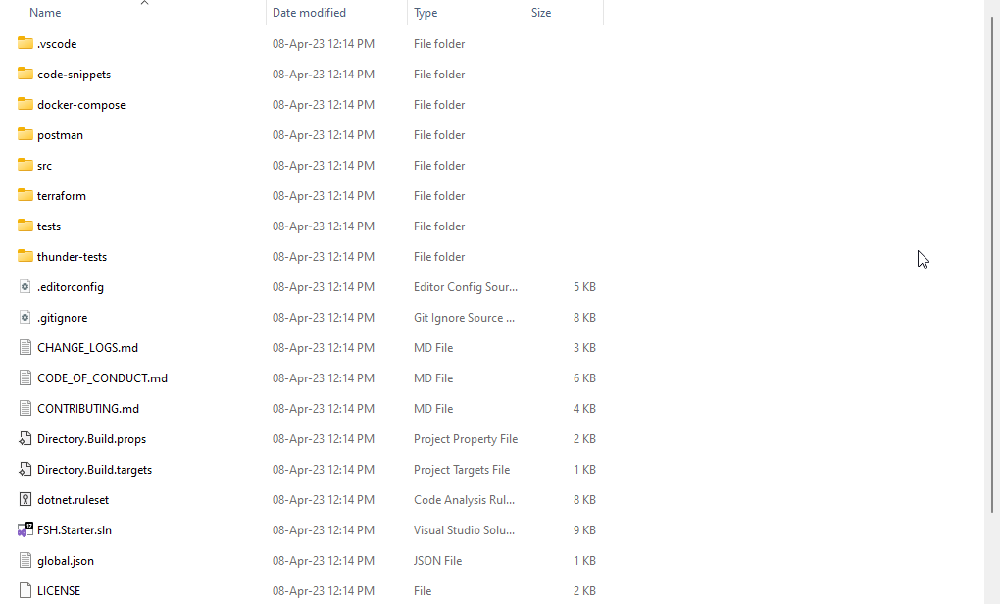 Name Date modified Type Size
.vscode 08-Apr-23 12:14 PM File folder
code-snippets 08-Apr-23 12:14 PM File folder
docker-compose 08-Apr-23 12:14 PM File folder
postman 08-Apr-23 12:14 PM File folder
src 08-Apr-23 12:14 PM File folder
terraform 08-Apr-23 12:14 PM File folder
tests 08-Apr-23 12:14 PM File folder
thunder-tests 08-Apr-23 12:14 PM File folder
.editorconfig 08-Apr-23 12:14 PM Editor Config Sour... 5 KB
.gitignore 08-Apr-23 12:14 PM Git Ignore Source ... 8 KB
CHANGE_LOGS.md 08-Apr-23 12:14 PM MD File 3 KB
CODE_OF_CONDUCT.md 08-Apr-23 12:14 PM MD File 6 KB
CONTRIBUTING.md 08-Apr-23 12:14 PM MD File 4 KB
Directory.Build.props 08-Apr-23 12:14 PM Project Property File 2 KB
Directory.Build.targets 08-Apr-23 12:14 PM Project Targets File 1 KB
dotnet.ruleset 08-Apr-23 12:14 PM Code Analysis Rul... 8 KB
FSH.Starter.sln 08-Apr-23 12:14 PM Visual Studio Solu... 9 KB
global.json 08-Apr-23 12:14 PM JSON File 1 KB
LICENSE 08-Apr-23 12:14 PM File 2 KB